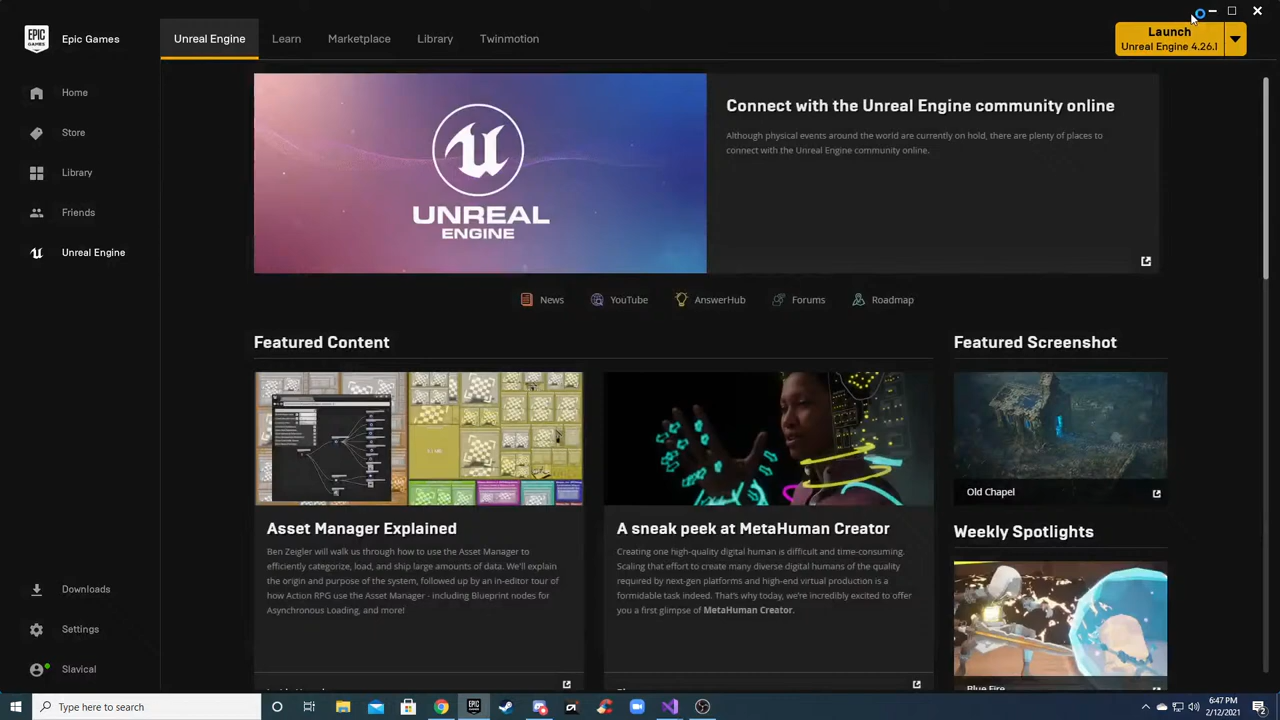 EPIC GAMES
Epic Games
Unreal Engine
Learn
Marketplace
Library
Twinmotion
Launch
Unreal Engine 4.26.1
Home
Store
Library
Friends
Unreal Engine
UNREAL
ENGINE
Connect with the Unreal Engine community online
Although physical events around the world are currently on hold, there are plenty of places to
connect with the Unreal Engine community online.
News
YouTube
AnswerHub
Forums
Roadmap
Featured Content
Featured Screenshot
Asset Manager Explained
Ben Zeigler will walk us through how to use the Asset Manager to
efficiently categorize, load, and ship large amounts of data. We'll explain
the origin and purpose of the system, followed up by an in-editor tour of
how Action RPG use the Asset Manager - including Blueprint nodes for
Asynchronous Loading, and more!
A sneak peek at MetaHuman Creator
Creating one high-quality digital human is difficult and time-consuming.
Scaling that effort to create many diverse digital humans of the quality
required by next-gen platforms and high-end virtual production is a
formidable task indeed. That's why today, we're incredibly excited to offer
you a first glimpse of MetaHuman Creator.
Old Chapel
Weekly Spotlights
Blue Fire
Downloads
Settings
Slavical
Type here to search
6:47 PM
2/12/2021